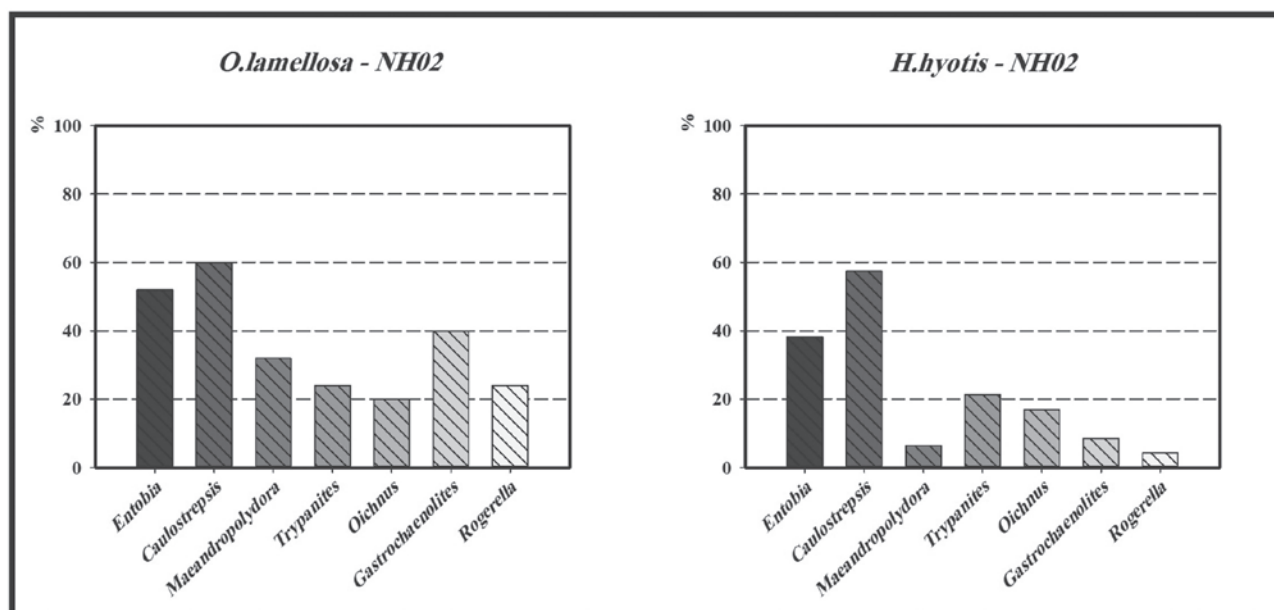 O.lamellosa - NH02
%
100
80
60
40
20
0
Entobia
Caulostrepsis
Maeandropolydora
Trypanites
Oichnus
Gastrochaenolites
Rogerella
H.hyotis - NH02
%
100
80
60
40
20
0
Entobia
Caulostrepsis
Maeandropolydora
Trypanites
Oichnus
Gastrochaenolites
Rogerella